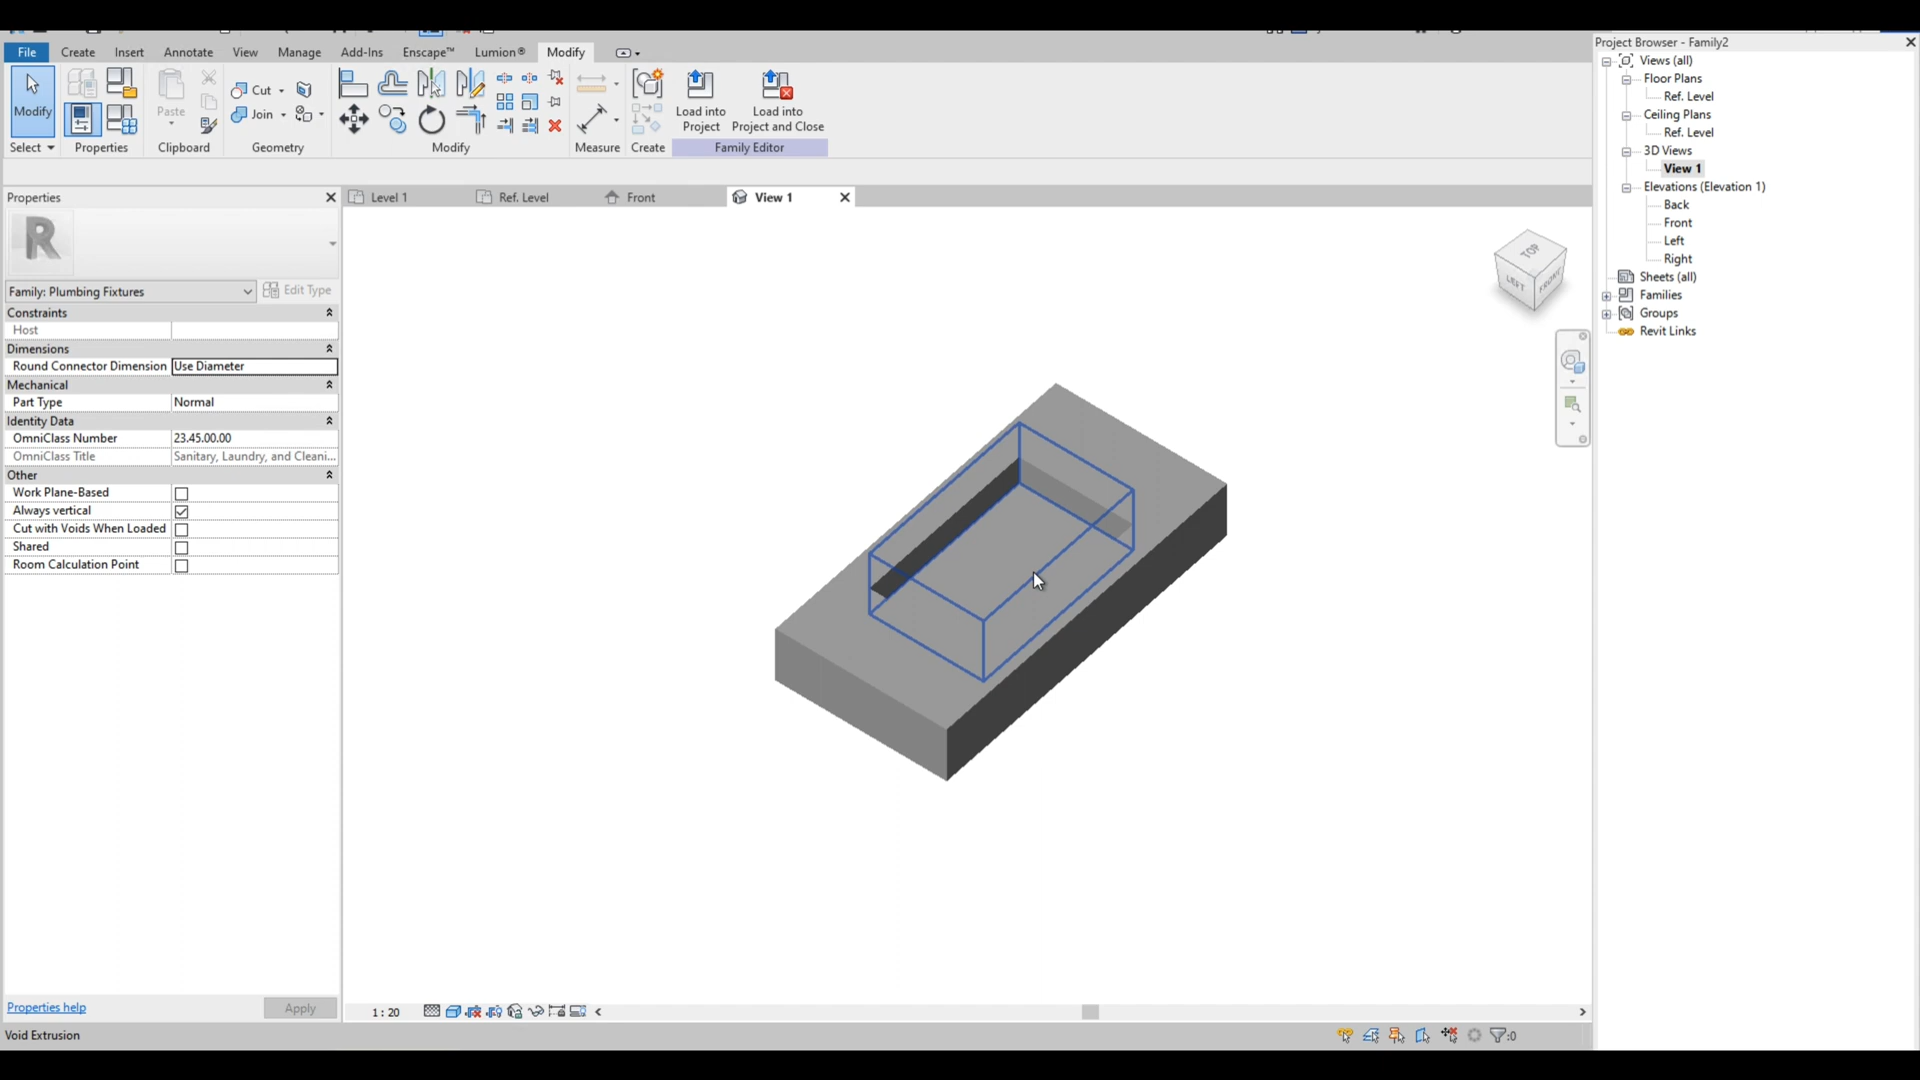 File Create Insert Annotate View Manage Add-Ins Enscape™ Lumion® Modify
Modify Paste Cut Join Load into Project Load into Project and Close
Select Properties Clipboard Geometry Modify Measure Create Family Editor
Properties
R
Family: Plumbing Fixtures Edit Type
Constraints
Host
Dimensions
Round Connector Dimension Use Diameter
Mechanical
Part Type Normal
Identity Data
OmniClass Number 23.45.00.00
OmniClass Title Sanitary, Laundry, and Cleani...
Other
Work Plane-Based
Always vertical
Cut with Voids When Loaded
Shared
Room Calculation Point
Properties help Apply
Void Extrusion
Level 1 Ref. Level Front View 1
TOP
LEFT FRONT
1 : 20
:0
Project Browser - Family2
Views (all)
Floor Plans
Ref. Level
Ceiling Plans
Ref. Level
3D Views
View 1
Elevations (Elevation 1)
Back
Front
Left
Right
Sheets (all)
Families
Groups
Revit Links